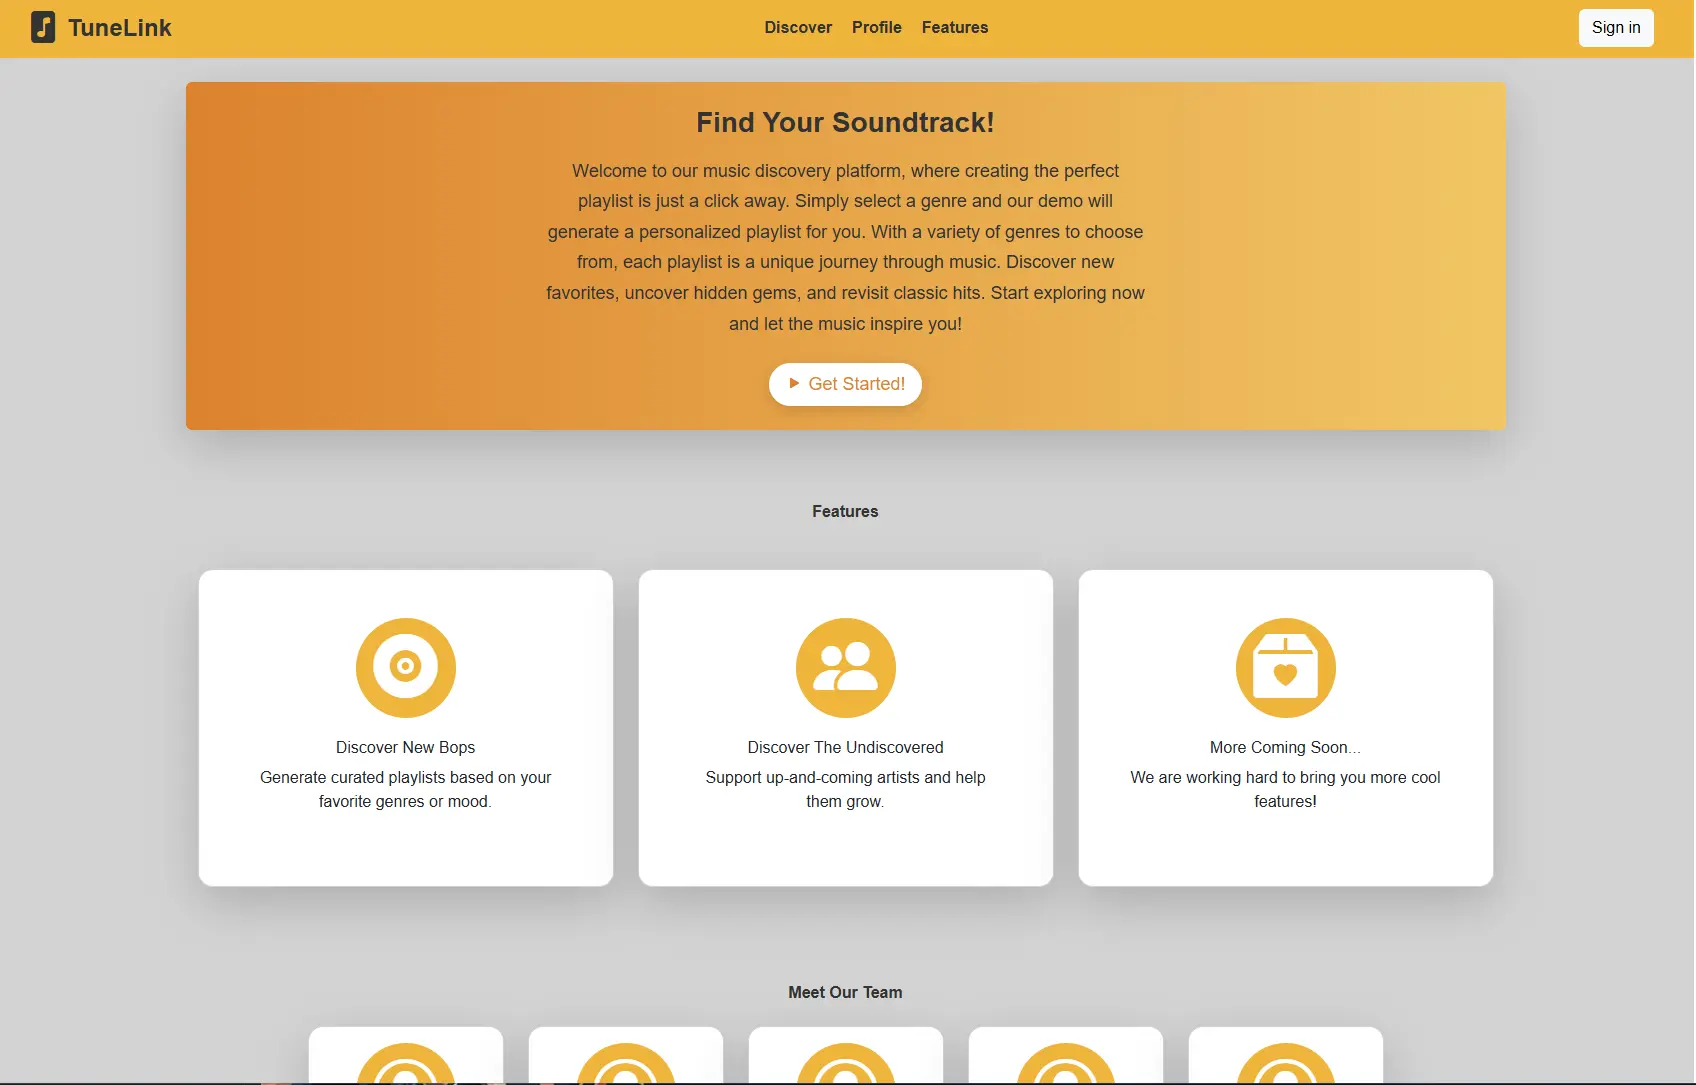 TuneLink
Discover Profile Features
Sign in
Find Your Soundtrack!
Welcome to our music discovery platform, where creating the perfect
playlist is just a click away. Simply select a genre and our demo will
generate a personalized playlist for you. With a variety of genres to choose
from, each playlist is a unique journey through music. Discover new
favorites, uncover hidden gems, and revisit classic hits. Start exploring now
and let the music inspire you!
Get Started!
Features
Discover New Bops
Generate curated playlists based on your
favorite genres or mood.
Discover The Undiscovered
Support up-and-coming artists and help
them grow.
More Coming Soon...
We are working hard to bring you more cool
features!
Meet Our Team